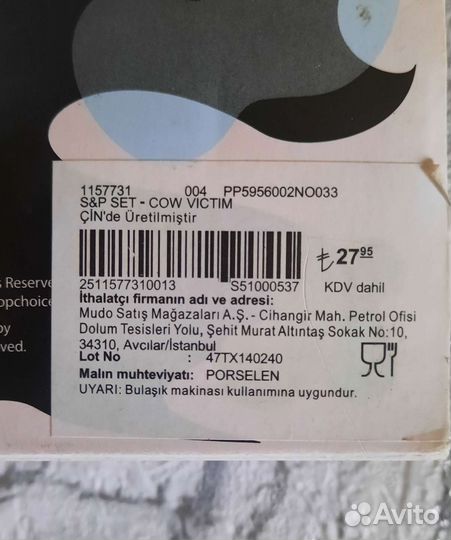 1157731 004 PP5956002NO033
S&P SET - COW VICTIM
ÇİN'de Üretilmiştir
₺27⁹⁵
2511577310013 S51000537 KDV dahil
İthalatçı firmanın adı ve adresi:
Mudo Satış Mağazaları A.Ş.- Cihangir Mah. Petrol Ofisi
Dolum Tesisleri Yolu, Şehit Murat Altıntaş Sokak No:10,
34310, Avcılar/İstanbul
Lot No : 47TX140240
Malın muhteviyatı: PORSELEN
UYARI: Bulaşık makinası kullanımına uygundur.
Avito